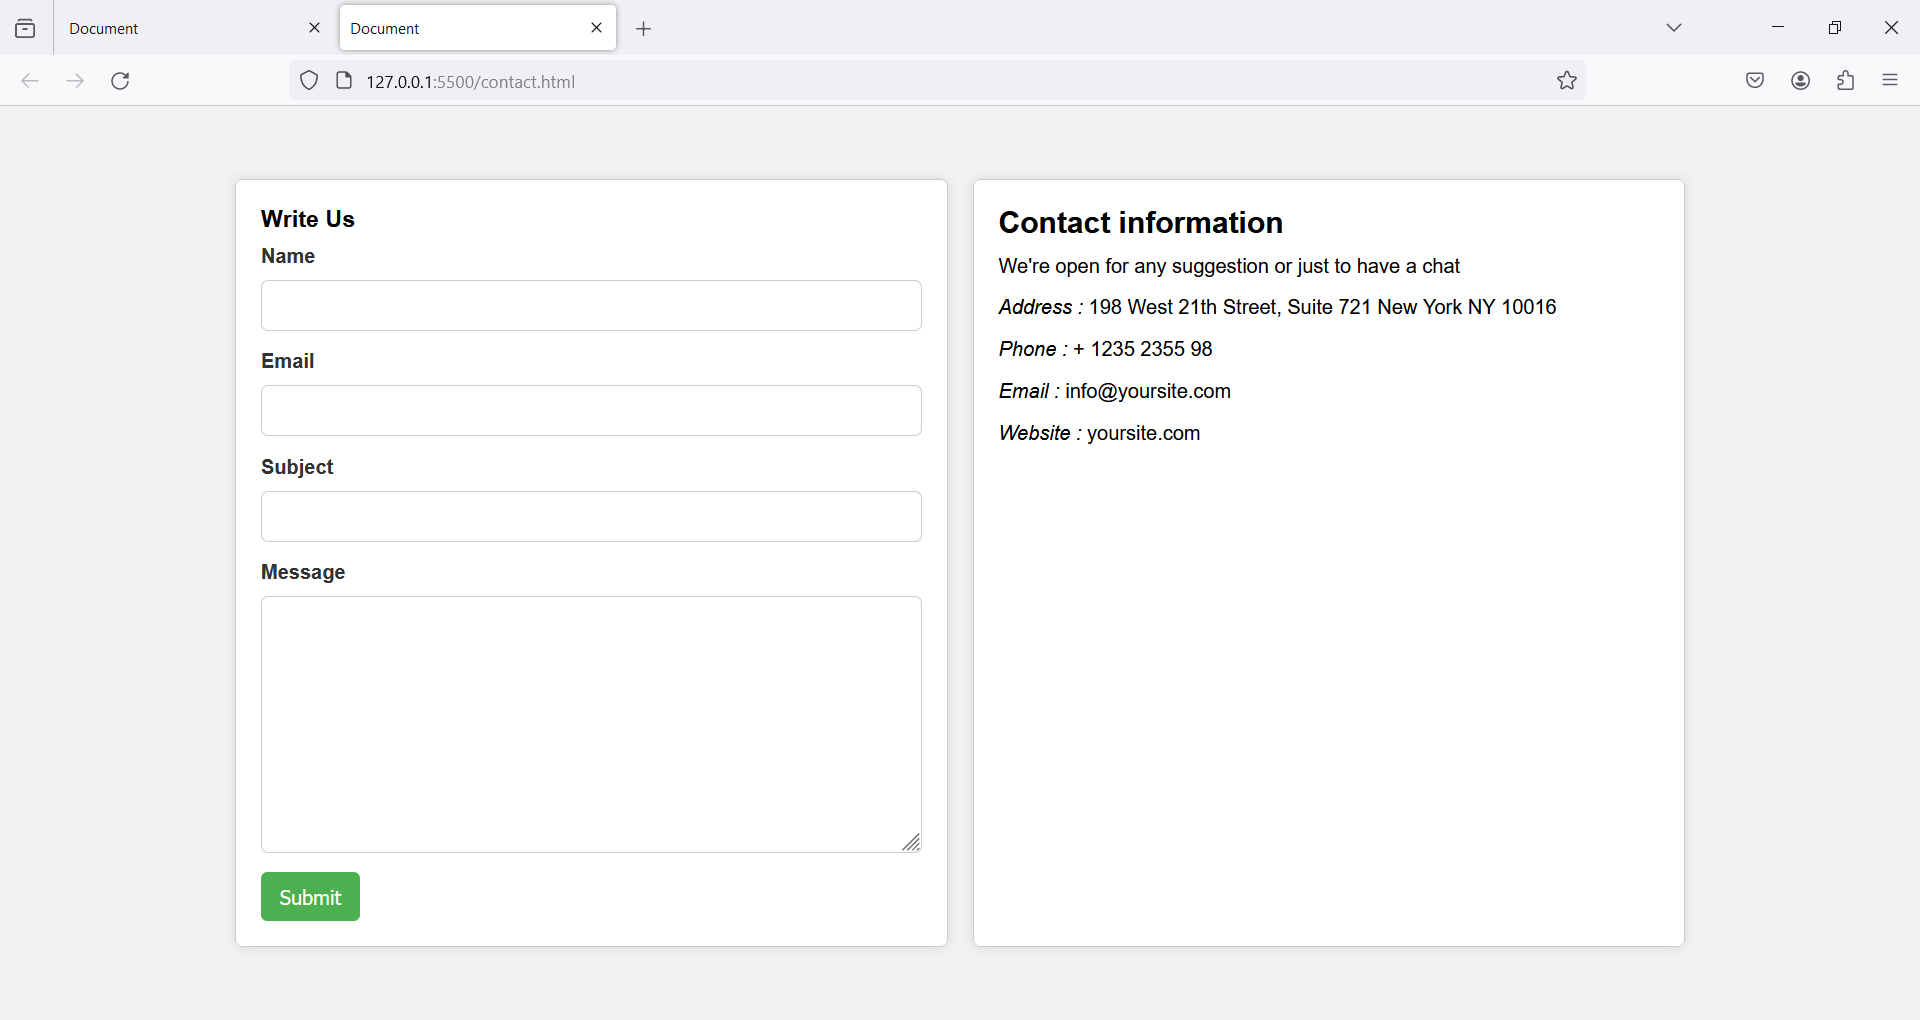 Document
Document
127.0.0.1:5500/contact.html
Write Us
Name
Email
Subject
Message
Submit
Contact information
We're open for any suggestion or just to have a chat
Address : 198 West 21th Street, Suite 721 New York NY 10016
Phone : + 1235 2355 98
Email : info@yoursite.com
Website : yoursite.com